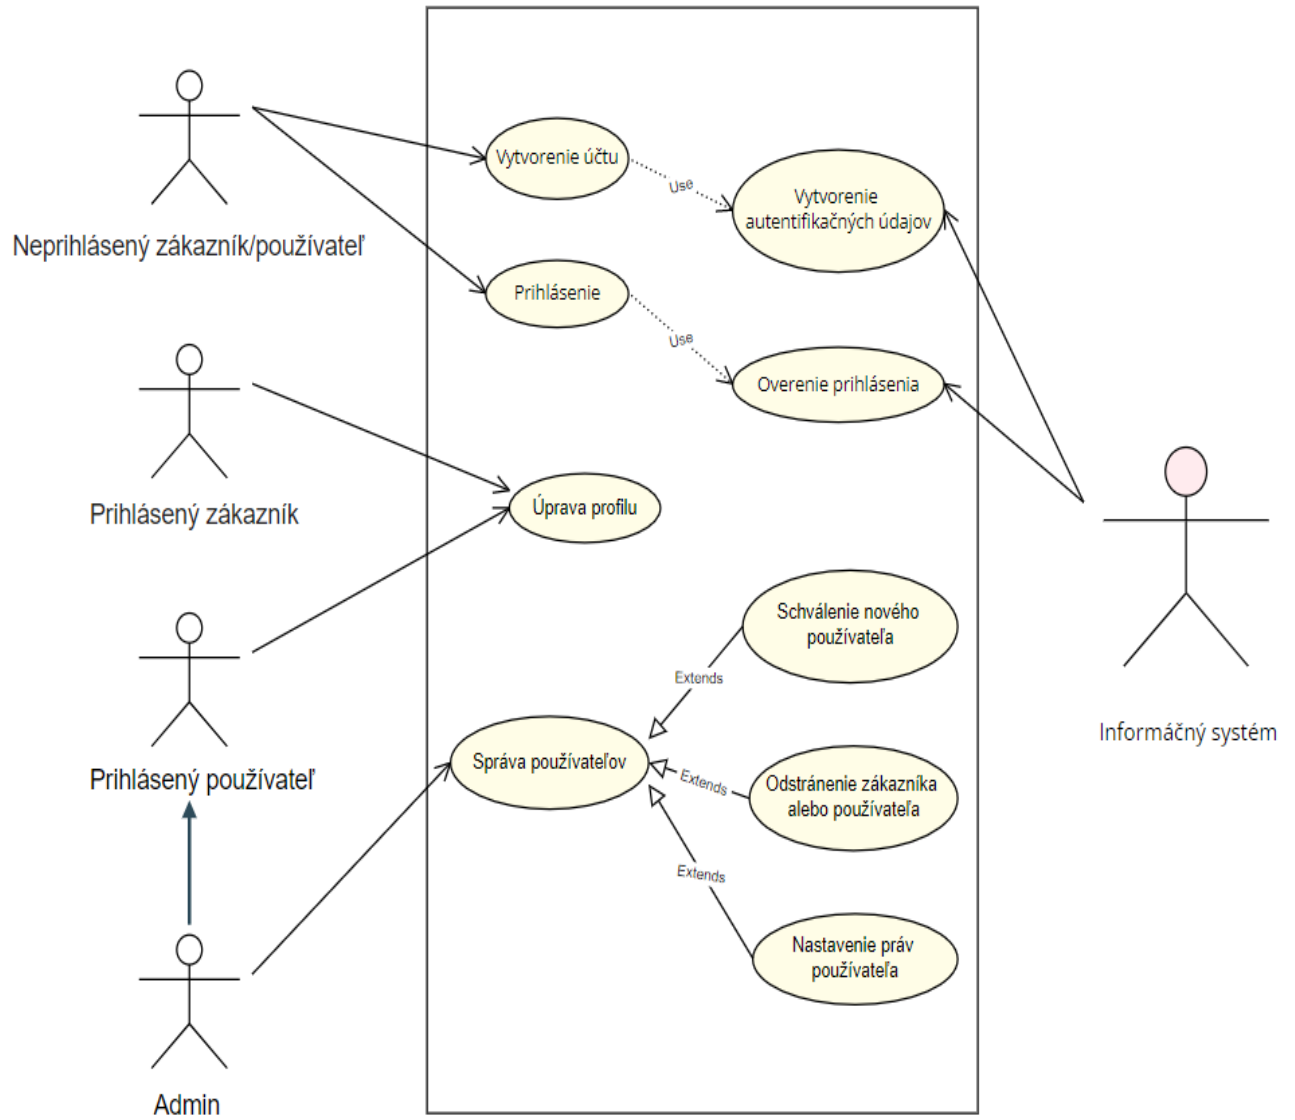 Vytvorenie účtu
Use
Vytvorenie
autentifikačných údajov
Neprihlásený zákazník/používateľ
Prihlásenie
Use
Overenie prihlásenia
Prihlásený zákazník
Úprava profilu
Schválenie nového
používateľa
Extends
Informáčný systém
Správa používateľov
Prihlásený používateľ
Extends
Odstránenie zákazníka
alebo používateľa
Extends
Nastavenie práv
používateľa
Admin